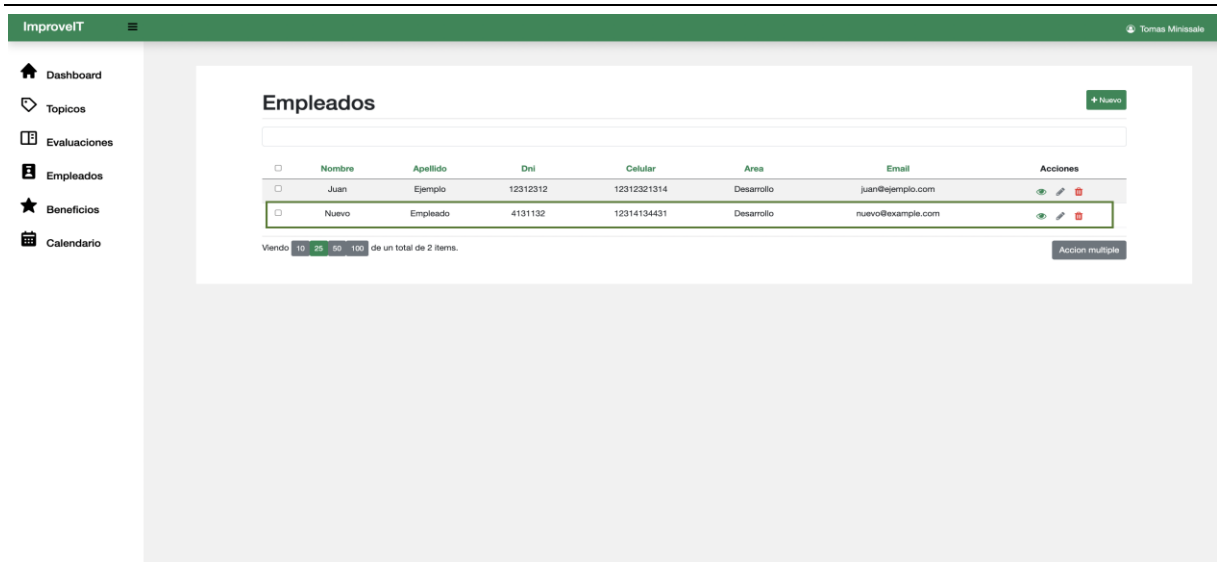 ImproveIT
Tomas Minissale
Dashboard
Topicos
Evaluaciones
Empleados
Beneficios
Calendario
Empleados
+ Nuevo
Nombre Apellido Dni Celular Area Email Acciones
Juan Ejemplo 12312312 12312321314 Desarrollo juan@ejemplo.com
Nuevo Empleado 4131132 12314134431 Desarrollo nuevo@example.com
Viendo 10 25 50 100 de un total de 2 items.
Accion multiple